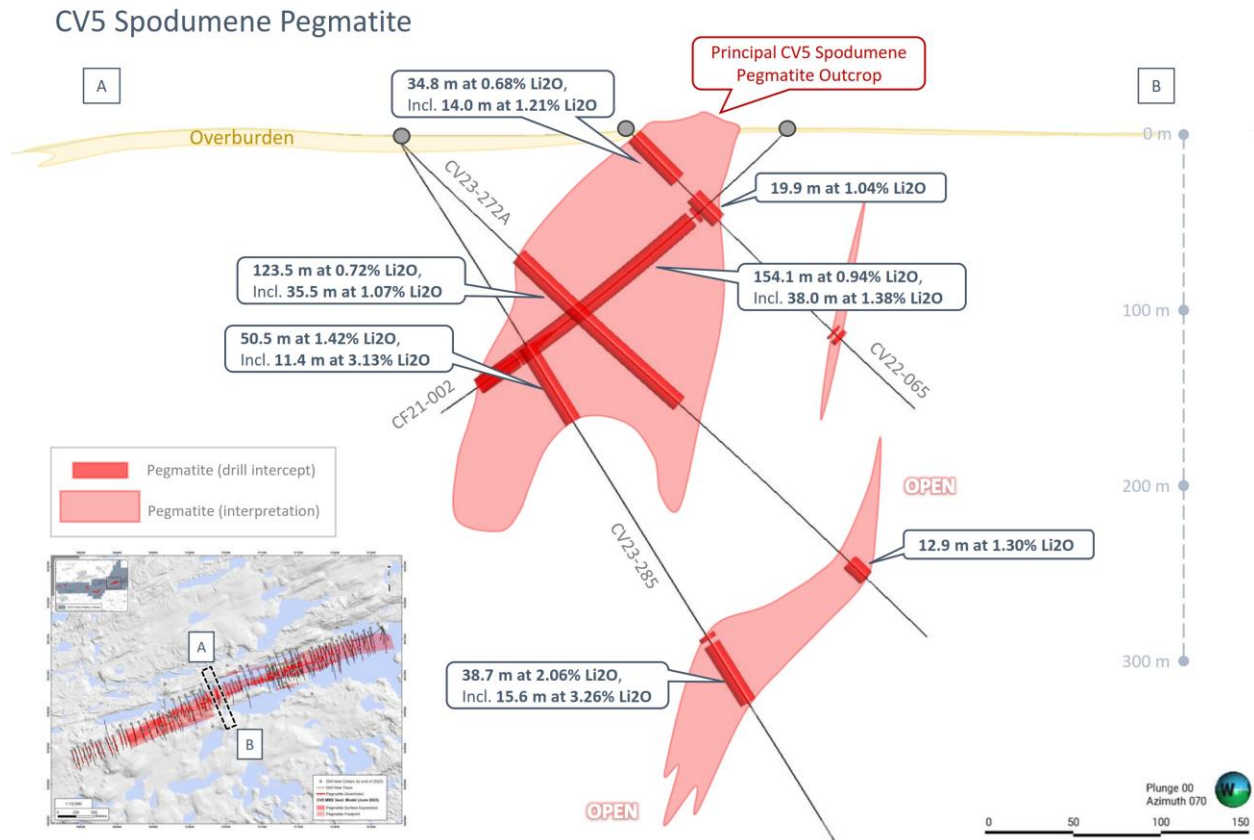 CV5 Spodumene Pegmatite
A
34.8 m at 0.68% Li2O,
Incl. 14.0 m at 1.21% Li2O
Principal CV5 Spodumene
Pegmatite Outcrop
B
Overburden
0 m
CV23-272A
19.9 m at 1.04% Li2O
123.5 m at 0.72% Li2O,
Incl. 35.5 m at 1.07% Li2O
154.1 m at 0.94% Li2O,
Incl. 38.0 m at 1.38% Li2O
100 m
50.5 m at 1.42% Li2O,
Incl. 11.4 m at 3.13% Li2O
CF21-002
CV22-065
Pegmatite (drill intercept)
Pegmatite (interpretation)
OPEN
200 m
CV23-285
12.9 m at 1.30% Li2O
A
B
38.7 m at 2.06% Li2O,
Incl. 15.6 m at 3.26% Li2O
300 m
OPEN
Plunge 00
Azimuth 070
W
0
50
100
150